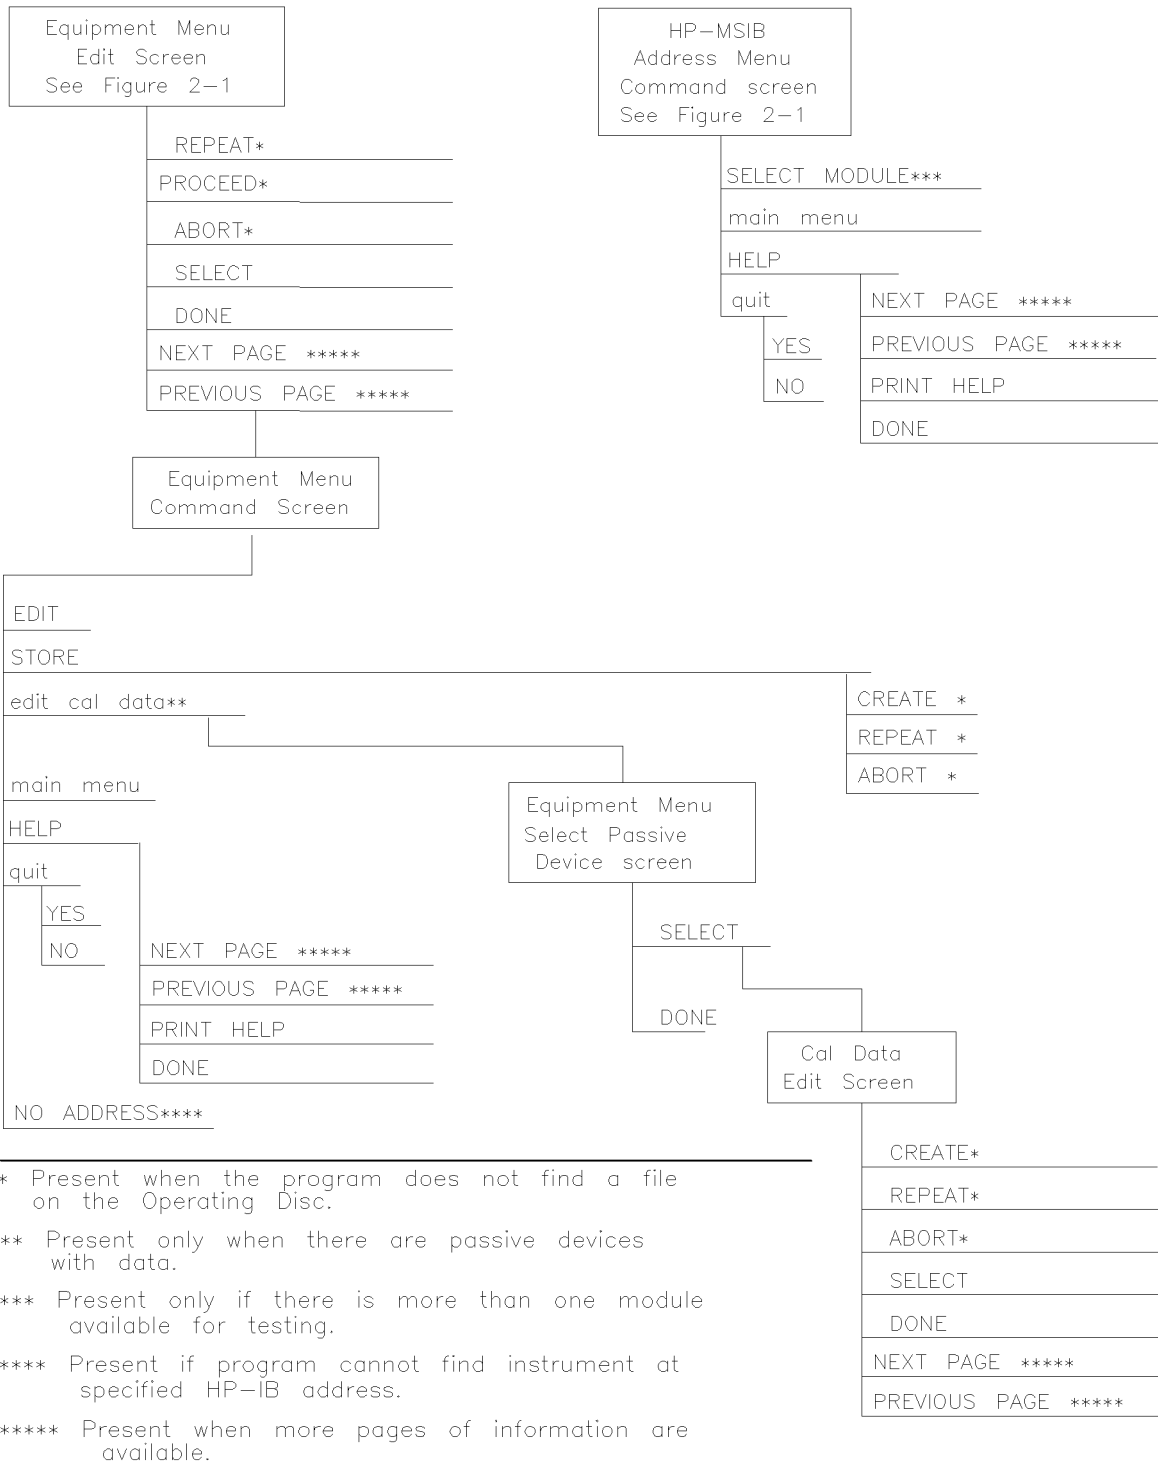 Equipment Menu
Edit Screen
See Figure 2-1
REPEAT*
PROCEED*
ABORT*
SELECT
DONE
NEXT PAGE *****
PREVIOUS PAGE *****
HP-MSIB
Address Menu
Command screen
See Figure 2-1
SELECT MODULE***
main menu
HELP
quit
YES
NO
NEXT PAGE *****
PREVIOUS PAGE *****
PRINT HELP
DONE
Equipment Menu
Command Screen
EDIT
STORE
CREATE *
REPEAT *
ABORT *
edit cal data**
main menu
HELP
quit
YES
NO
NEXT PAGE *****
PREVIOUS PAGE *****
PRINT HELP
DONE
NO ADDRESS****
Equipment Menu
Select Passive
Device screen
SELECT
DONE
Cal Data
Edit Screen
CREATE*
REPEAT*
ABORT*
SELECT
DONE
NEXT PAGE *****
PREVIOUS PAGE *****
* Present when the program does not find a file
on the Operating Disc.
** Present only when there are passive devices
with data.
*** Present only if there is more than one module
available for testing.
**** Present if program cannot find instrument at
specified HP-IB address.
***** Present when more pages of information are
available.